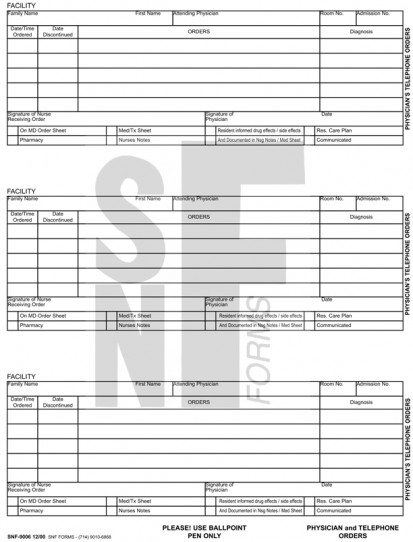 FACILITY
Family Name First Name Attending Physician Room No. Admission No.
Date/Time Ordered Date Discontinued ORDERS Diagnosis
Signature of Nurse Receiving Order Signature of Physician Date
On MD Order Sheet Med/Tx Sheet Resident informed drug effects / side effects Res. Care Plan
Pharmacy Nurses Notes And Documented in Nsg Notes / Med Sheet Communicated
PHYSICIAN'S TELEPHONE ORDERS
FACILITY
Family Name First Name Attending Physician Room No. Admission No.
Date/Time Ordered Date Discontinued ORDERS Diagnosis
Signature of Nurse Receiving Order Signature of Physician Date
On MD Order Sheet Med/Tx Sheet Resident informed drug effects / side effects Res. Care Plan
Pharmacy Nurses Notes And Documented in Nsg Notes / Med Sheet Communicated
PHYSICIAN'S TELEPHONE ORDERS
FACILITY
Family Name First Name Attending Physician Room No. Admission No.
Date/Time Ordered Date Discontinued ORDERS Diagnosis
Signature of Nurse Receiving Order Signature of Physician Date
On MD Order Sheet Med/Tx Sheet Resident informed drug effects / side effects Res. Care Plan
Pharmacy Nurses Notes And Documented in Nsg Notes / Med Sheet Communicated
PHYSICIAN'S TELEPHONE ORDERS
SNF FORMS
SNF-9006 12/00 SNF FORMS - (714) 9010-6869
PLEASE! USE BALLPOINT
PEN ONLY
PHYSICIAN and TELEPHONE
ORDERS